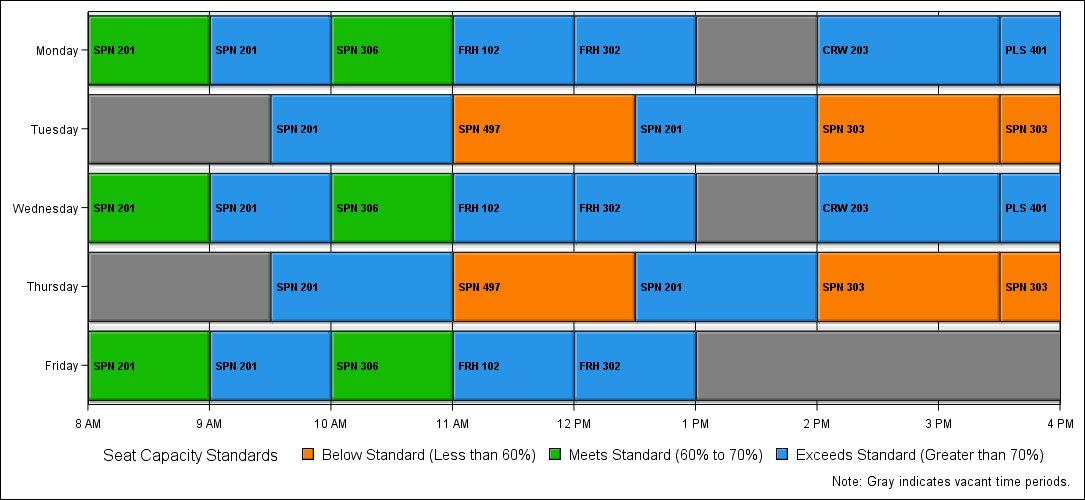 Monday SPN 201 SPN 201 SPN 306 FRH 102 FRH 302 CRW 203 PLS 401
Tuesday SPN 201 SPN 497 SPN 201 SPN 303 SPN 303
Wednesday SPN 201 SPN 201 SPN 306 FRH 102 FRH 302 CRW 203 PLS 401
Thursday SPN 201 SPN 497 SPN 201 SPN 303 SPN 303
Friday SPN 201 SPN 201 SPN 306 FRH 102 FRH 302
8 AM 9 AM 10 AM 11 AM 12 PM 1 PM 2 PM 3 PM 4 PM
Seat Capacity Standards Below Standard (Less than 60%) Meets Standard (60% to 70%) Exceeds Standard (Greater than 70%)
Note: Gray indicates vacant time periods.